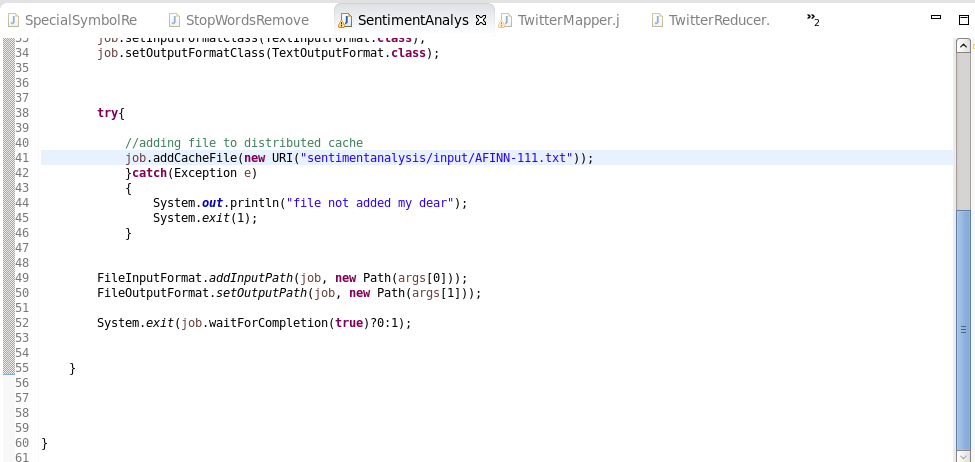 SpecialSymbolRe StopWordsRemove SentimentAnalys TwitterMapper.j TwitterReducer. »2
33 job.setInputFormatClass(TextInputFormat.class);
34 job.setOutputFormatClass(TextOutputFormat.class);
35
36
37
38 try{
39
40 //adding file to distributed cache
41 job.addCacheFile(new URI("sentimentanalysis/input/AFINN-111.txt"));
42 }catch(Exception e)
43 {
44 System.out.println("file not added my dear");
45 System.exit(1);
46 }
47
48
49 FileInputFormat.addInputPath(job, new Path(args[0]));
50 FileOutputFormat.setOutputPath(job, new Path(args[1]));
51
52 System.exit(job.waitForCompletion(true)?0:1);
53
54
55 }
56
57
58
59
60 }
61